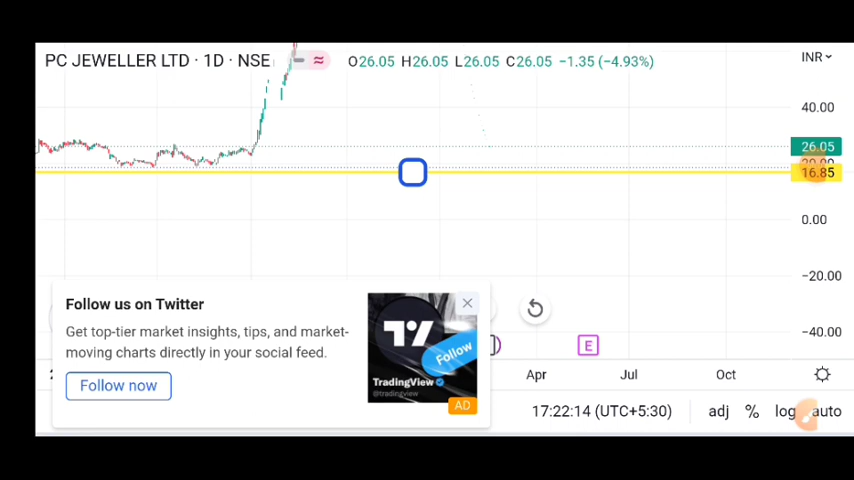 PC JEWELLER LTD · 1D · NSE
O26.05 H26.05 L26.05 C26.05 −1.35 (−4.93%)
INR
40.00
26.05
20.00
16.85
0.00
−20.00
−40.00
Follow us on Twitter
Get top-tier market insights, tips, and market-
moving charts directly in your social feed.
Follow now
Follow
TradingView
@tradingview
AD
E
Apr
Jul
Oct
17:22:14 (UTC+5:30)
adj
%
log
auto